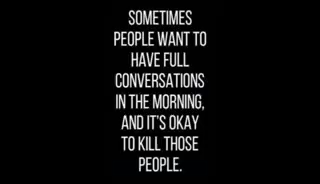 SOMETIMES
PEOPLE WANT TO
HAVE FULL
CONVERSATIONS
IN THE MORNING,
AND IT'S OKAY
TO KILL THOSE
PEOPLE.